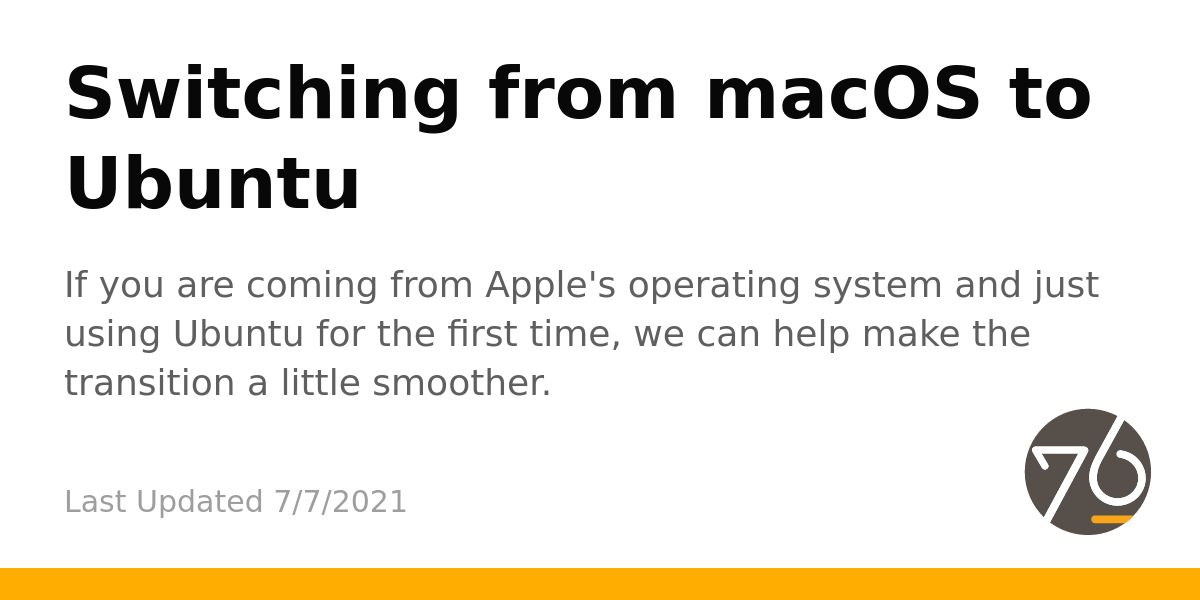 Switching from macOS to
Ubuntu
If you are coming from Apple's operating system and just
using Ubuntu for the first time, we can help make the
transition a little smoother.
Last Updated 7/7/2021
76